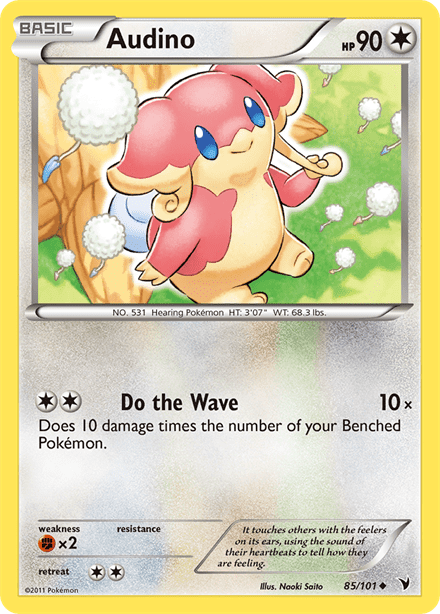 BASIC
Audino
HP 90
NO. 531 Hearing Pokémon HT: 3'07" WT: 68.3 lbs.
Do the Wave 10×
Does 10 damage times the number of your Benched
Pokémon.
weakness resistance
×2
retreat
It touches others with the feelers
on its ears, using the sound of
their heartbeats to tell how they
are feeling.
Illus. Naoki Saito 85/101
©2011 Pokémon